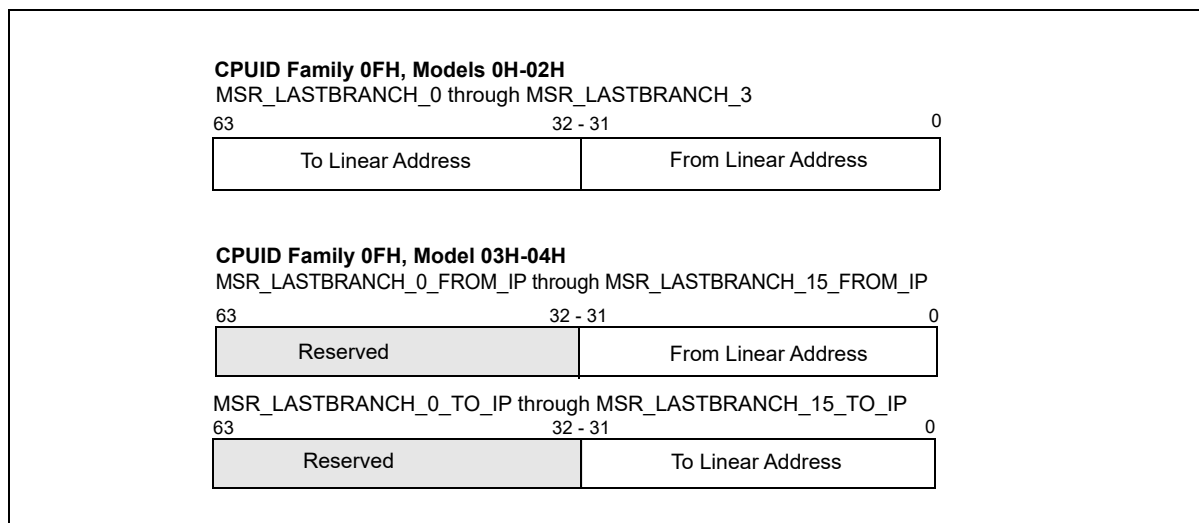 CPUID Family 0FH, Models 0H-02H
MSR_LASTBRANCH_0 through MSR_LASTBRANCH_3
63 32 - 31 0
To Linear Address From Linear Address
CPUID Family 0FH, Model 03H-04H
MSR_LASTBRANCH_0_FROM_IP through MSR_LASTBRANCH_15_FROM_IP
63 32 - 31 0
Reserved From Linear Address
MSR_LASTBRANCH_0_TO_IP through MSR_LASTBRANCH_15_TO_IP
63 32 - 31 0
Reserved To Linear Address